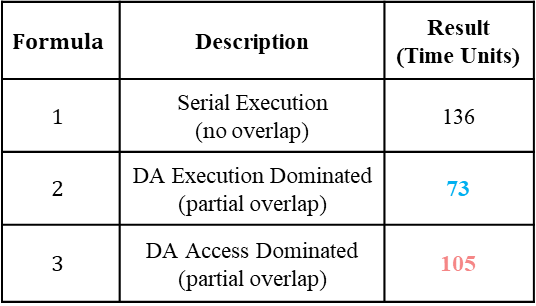 Formula Description Result
(Time Units)
1 Serial Execution
(no overlap) 136
2 DA Execution Dominated
(partial overlap) 73
3 DA Access Dominated
(partial overlap) 105